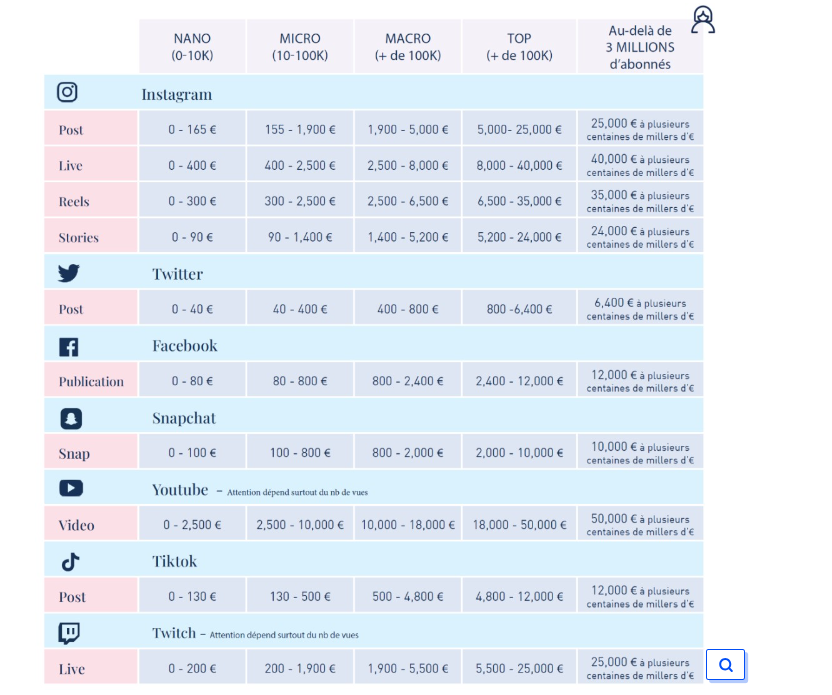 NANO MICRO MACRO TOP Au-delà de
(0-10K) (10-100K) (+ de 100K) (+ de 100K) 3 MILLIONS
d’abonnés
Instagram
Post 0 - 165 € 155 - 1,900 € 1,900 - 5,000 € 5,000- 25,000 € 25,000 € à plusieurs
centaines de millers d’€
Live 0 - 400 € 400 - 2,500 € 2,500 - 8,000 € 8,000 - 40,000 € 40,000 € à plusieurs
centaines de millers d’€
Reels 0 - 300 € 300 - 2,500 € 2,500 - 6,500 € 6,500 - 35,000 € 35,000 € à plusieurs
centaines de millers d’€
Stories 0 - 90 € 90 - 1,400 € 1,400 - 5,200 € 5,200 - 24,000 € 24,000 € à plusieurs
centaines de millers d’€
Twitter
Post 0 - 40 € 40 - 400 € 400 - 800 € 800 -6,400 € 6,400 € à plusieurs
centaines de millers d’€
Facebook
Publication 0 - 80 € 80 - 800 € 800 - 2,400 € 2,400 - 12,000 € 12,000 € à plusieurs
centaines de millers d’€
Snapchat
Snap 0 - 100 € 100 - 800 € 800 - 2,000 € 2,000 - 10,000 € 10,000 € à plusieurs
centaines de millers d’€
Youtube - Attention dépend surtout du nb de vues
Video 0 - 2,500 € 2,500 - 10,000 € 10,000 - 18,000 € 18,000 - 50,000 € 50,000 € à plusieurs
centaines de millers d’€
Tiktok
Post 0 - 130 € 130 - 500 € 500 - 4,800 € 4,800 - 12,000 € 12,000 € à plusieurs
centaines de millers d’€
Twitch - Attention dépend surtout du nb de vues
Live 0 - 200 € 200 - 1,900 € 1,900 - 5,500 € 5,500 - 25,000 € 25,000 € à plusieurs
centaines de millers d’€